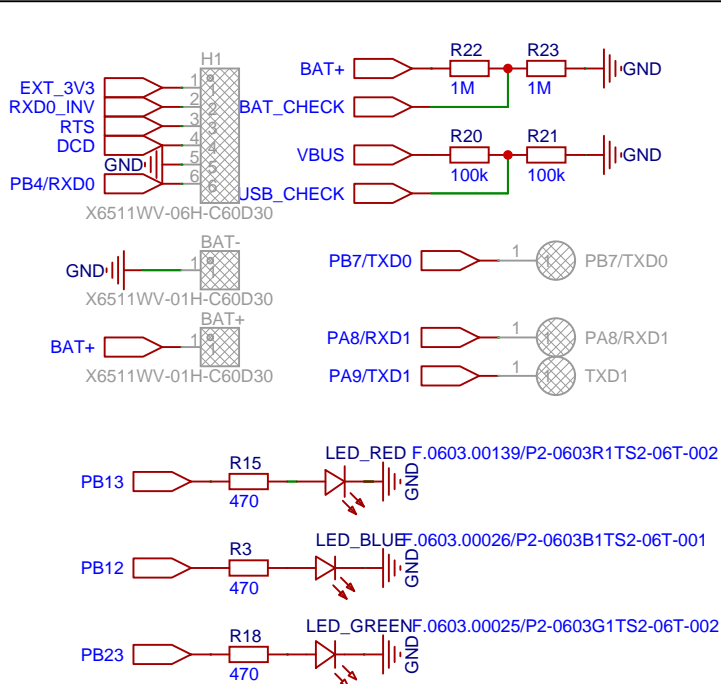 H1
EXT_3V3
1
1
RXD0_INV
2
2
RTS
3
3
DCD
4
4
GND
5
5
PB4/RXD0
6
6
X6511WV-06H-C60D30
BAT+
R22
1M
R23
1M
GND
BAT_CHECK
VBUS
R20
100k
R21
100k
GND
USB_CHECK
BAT-
GND
1
1
X6511WV-01H-C60D30
BAT+
BAT+
1
1
X6511WV-01H-C60D30
PB7/TXD0
1
1
PB7/TXD0
PA8/RXD1
1
1
PA8/RXD1
PA9/TXD1
1
1
TXD1
PB13
R15
470
LED_RED
F.0603.00139/P2-0603R1TS2-06T-002
GND
PB12
R3
470
LED_BLUE
F.0603.00026/P2-0603B1TS2-06T-001
GND
PB23
R18
470
LED_GREEN
F.0603.00025/P2-0603G1TS2-06T-002
GND